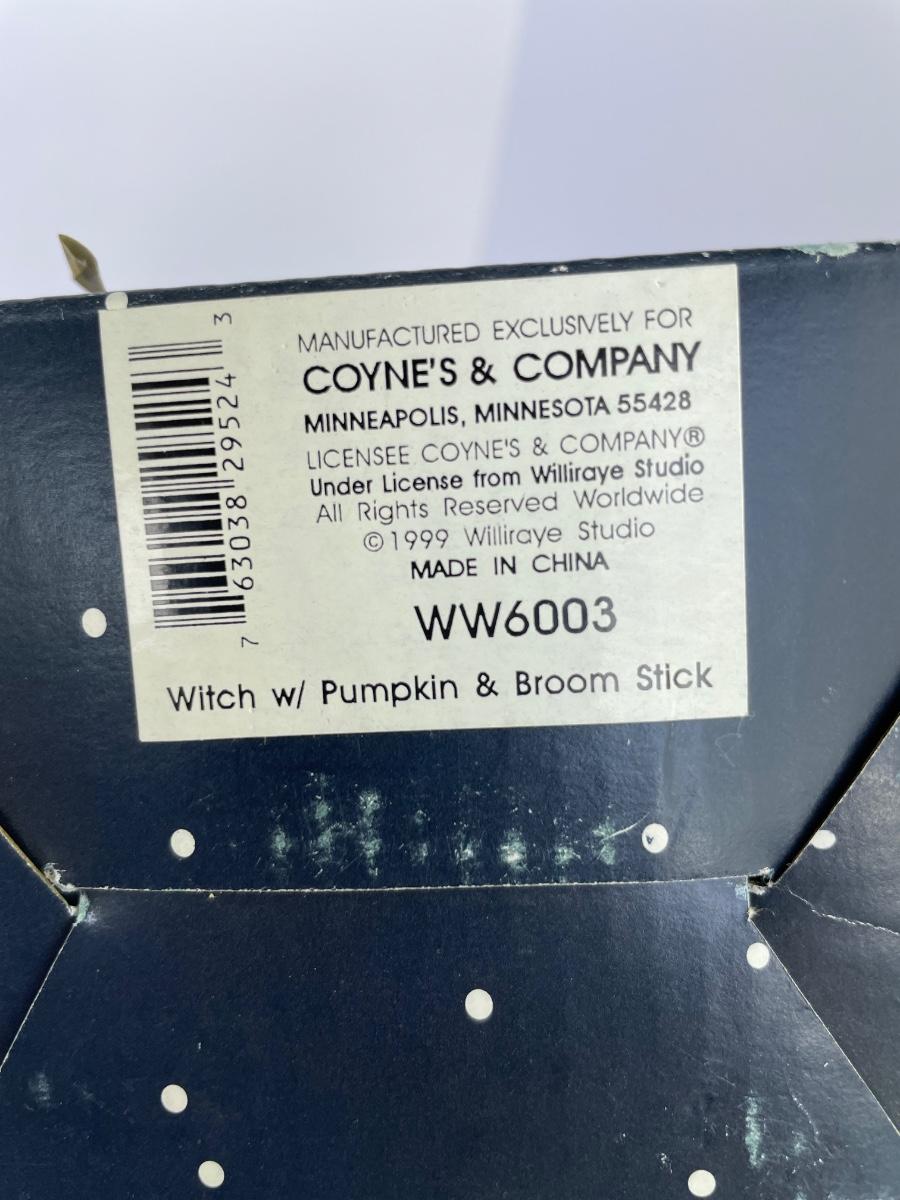 MANUFACTURED EXCLUSIVELY FOR
COYNE'S & COMPANY
MINNEAPOLIS, MINNESOTA 55428
LICENSEE COYNE'S & COMPANY®
Under License from Williraye Studio
All Rights Reserved Worldwide
©1999 Williraye Studio
MADE IN CHINA
WW6003
Witch w/ Pumpkin & Broom Stick
7 63038 29524 3